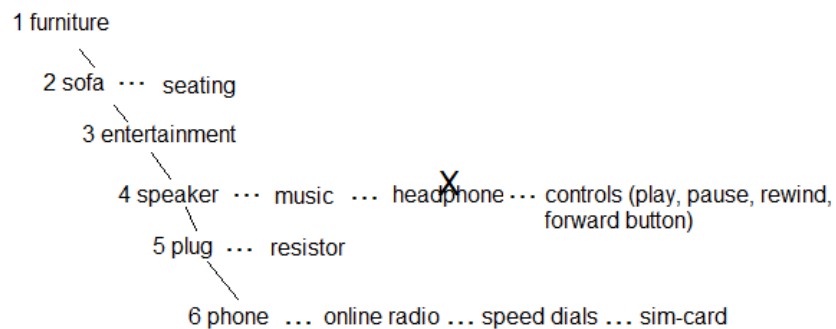 1 furniture
2 sofa ... seating
3 entertainment
4 speaker ... music ... headphone ... controls (play, pause, rewind,
forward button)
5 plug ... resistor
6 phone ... online radio ... speed dials ... sim-card